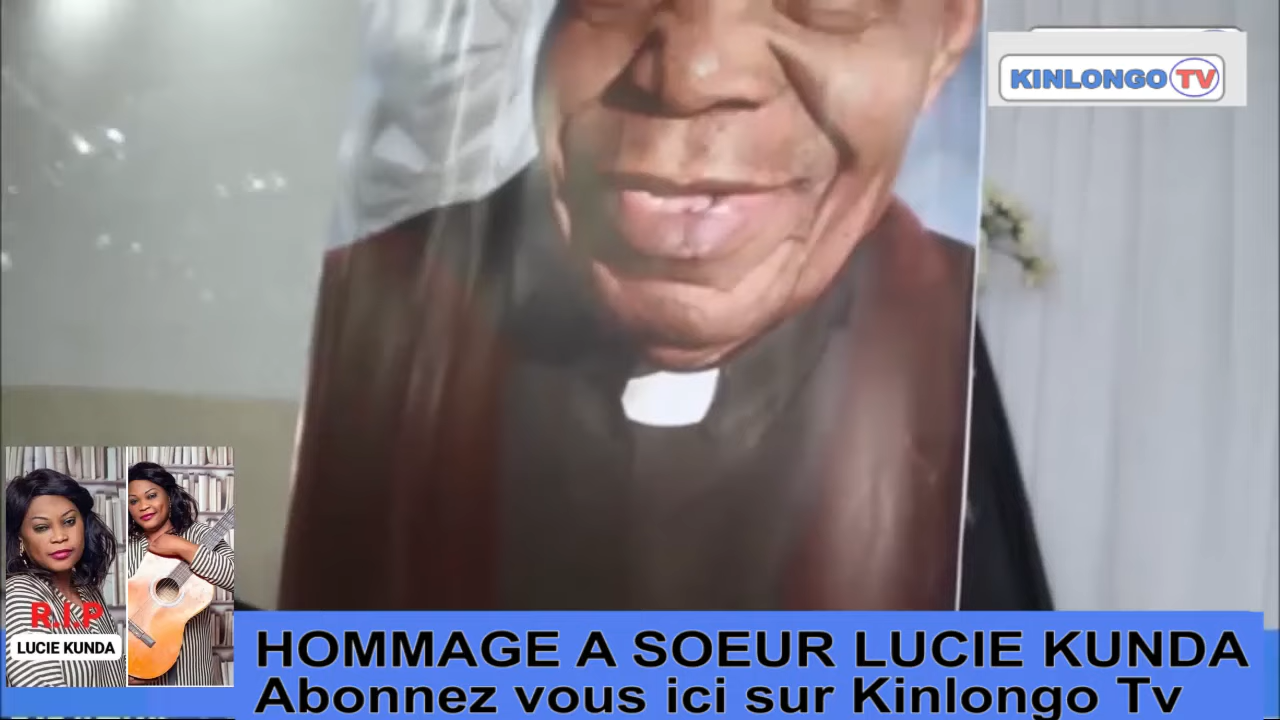 KINLONGO TV
R.I.P
LUCIE KUNDA
HOMMAGE A SOEUR LUCIE KUNDA
Abonnez vous ici sur Kinlongo Tv